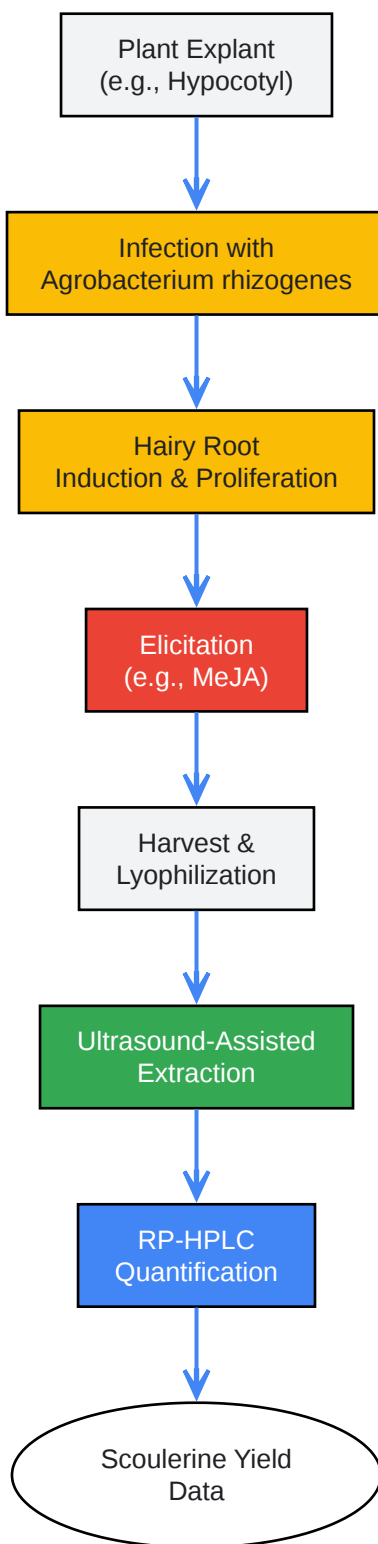 Plant Explant
(e.g., Hypocotyl)
Infection with
Agrobacterium rhizogenes
Hairy Root
Induction & Proliferation
Elicitation
(e.g., MeJA)
Harvest &
Lyophilization
Ultrasound-Assisted
Extraction
RP-HPLC
Quantification
Scoulerine Yield
Data